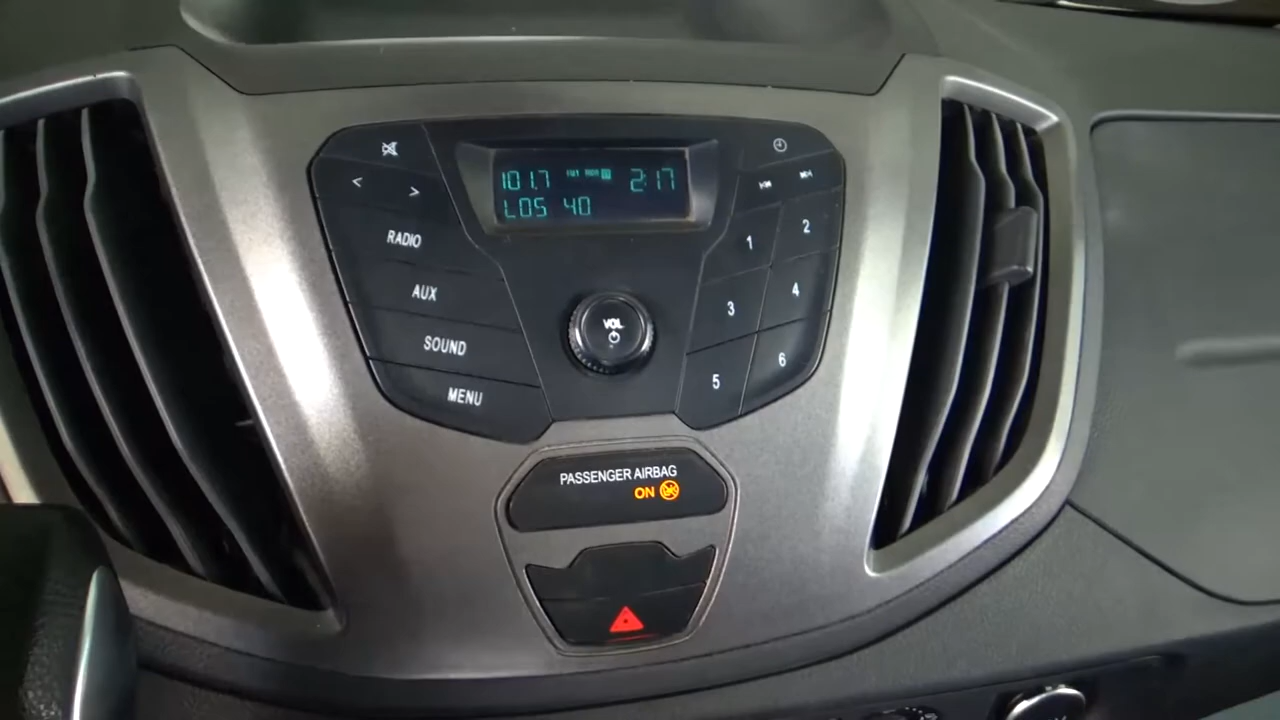 101.7 2:17
LOS 40
< >
RADIO
AUX
SOUND
MENU
VOL
1 2
3 4
5 6
PASSENGER AIRBAG
ON